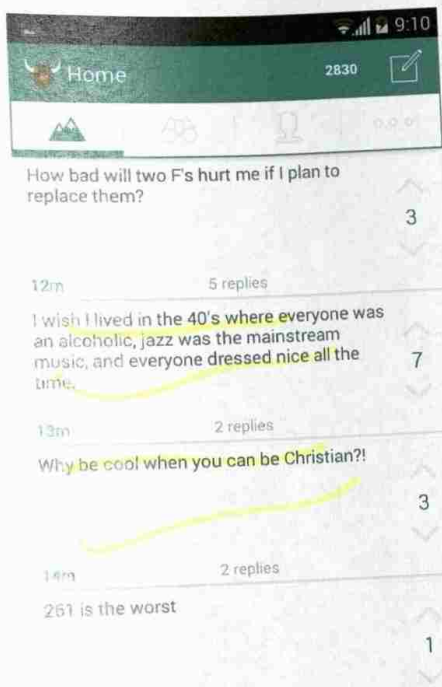 9:10
Home 2830
How bad will two F's hurt me if I plan to
replace them?
3
12m 5 replies
I wish I lived in the 40's where everyone was
an alcoholic, jazz was the mainstream
music, and everyone dressed nice all the
time.
7
13m 2 replies
Why be cool when you can be Christian?!
3
14m 2 replies
261 is the worst
1